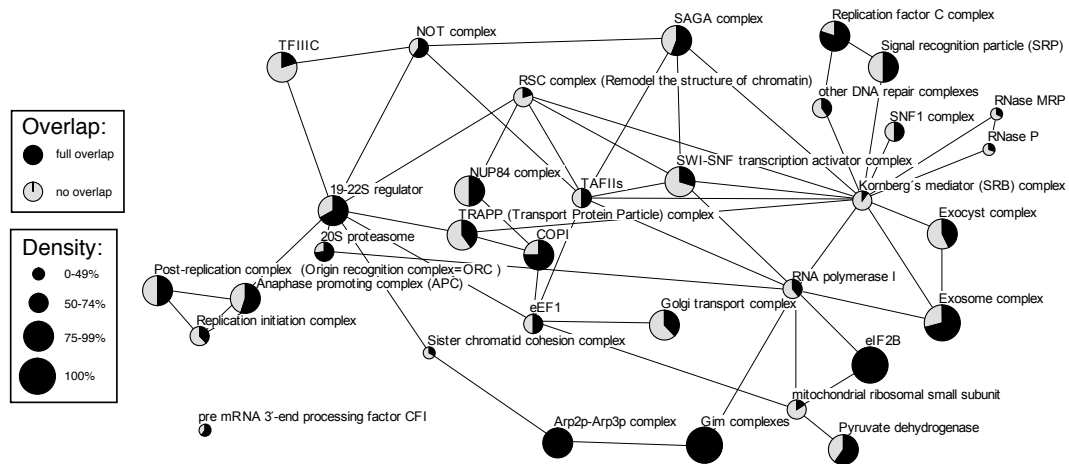 Replication factor C complex
SAGA complex
NOT complex
TFIIIC
Signal recognition particle (SRP)
RSC complex (Remodel the structure of chromatin)
other DNA repair complexes
RNase MRP
SNF1 complex
RNase P
Overlap:
full overlap
no overlap
SWI-SNF transcription activator complex
NUP84 complex
TAFIIs
19-22S regulator
Kornberg´s mediator (SRB) complex
TRAPP (Transport Protein Particle) complex
Exocyst complex
20S proteasome
COPI
Density:
0-49%
50-74%
75-99%
100%
Post-replication complex (Origin recognition complex=ORC )
Anaphase promoting complex (APC)
RNA polymerase I
eEF1
Golgi transport complex
Exosome complex
Replication initiation complex
Sister chromatid cohesion complex
eIF2B
mitochondrial ribosomal small subunit
pre mRNA 3´-end processing factor CFI
Arp2p-Arp3p complex
Gim complexes
Pyruvate dehydrogenase